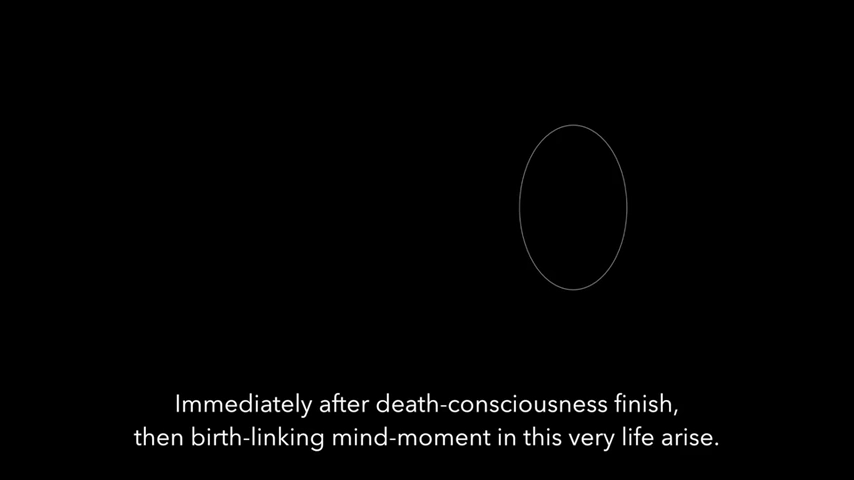 Immediately after death-consciousness finish,
then birth-linking mind-moment in this very life arise.